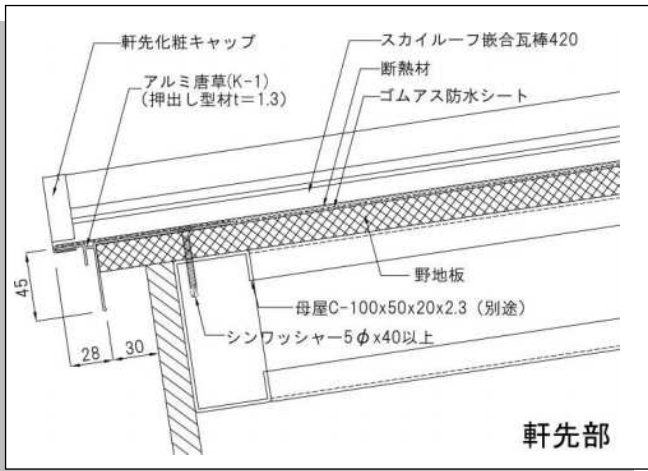 軒先化粧キャップ
アルミ唐草(K-1)
(押出し型材t=1.3)
スカイルーフ嵌合瓦棒420
断熱材
ゴムアス防水シート
野地板
母屋C-100x50x20x2.3(別途)
シンワッシャー5φx40以上
45
28
30
軒先部